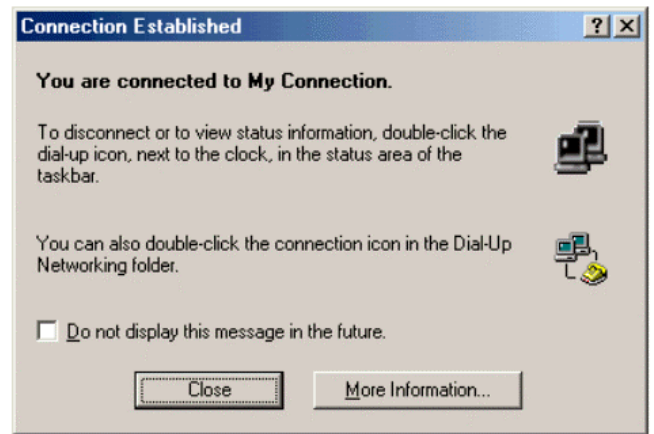 Connection Established
You are connected to My Connection.
To disconnect or to view status information, double-click the
dial-up icon, next to the clock, in the status area of the
taskbar.
You can also double-click the connection icon in the Dial-Up
Networking folder.
Do not display this message in the future.
Close
More Information...